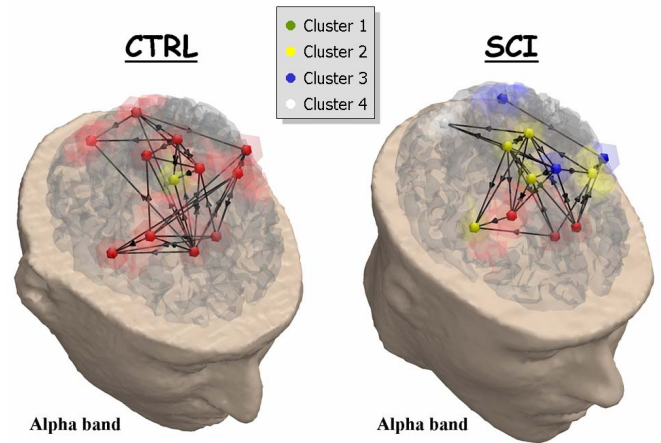 CTRL
SCI
Cluster 1
Cluster 2
Cluster 3
Cluster 4
Alpha band
Alpha band